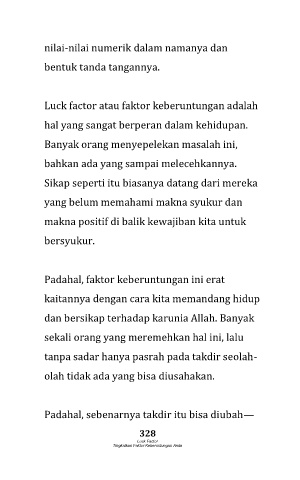 nilai-nilai numerik dalam namanya dan
bentuk tanda tangannya.
Luck factor atau faktor keberuntungan adalah
hal yang sangat berperan dalam kehidupan.
Banyak orang menyepelekan masalah ini,
bahkan ada yang sampai melecehkannya.
Sikap seperti itu biasanya datang dari mereka
yang belum memahami makna syukur dan
makna positif di balik kewajiban kita untuk
bersyukur.
Padahal, faktor keberuntungan ini erat
kaitannya dengan cara kita memandang hidup
dan bersikap terhadap karunia Allah. Banyak
sekali orang yang meremehkan hal ini, lalu
tanpa sadar hanya pasrah pada takdir seolah-
olah tidak ada yang bisa diusahakan.
Padahal, sebenarnya takdir itu bisa diubah—
328
Luck Factor
Tingkatkan Faktor Keberuntungan Anda